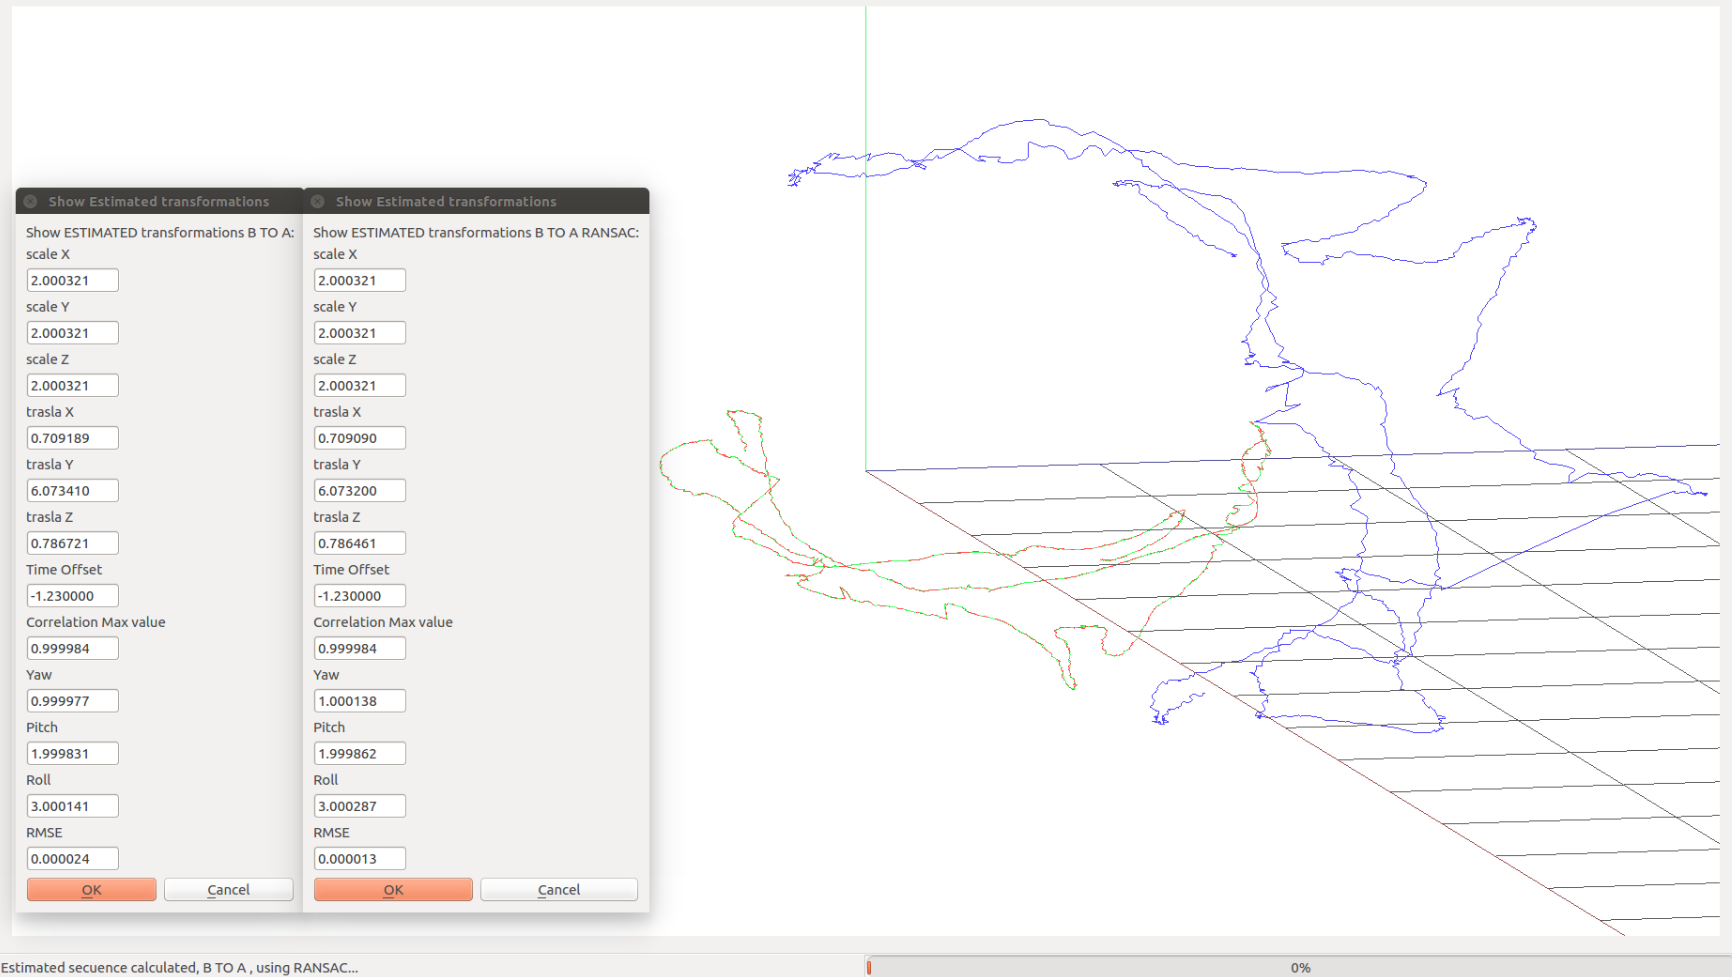 Show Estimated transformations
Show ESTIMATED transformations B TO A:
scale X
2.000321
scale Y
2.000321
scale Z
2.000321
trasla X
0.709189
trasla Y
6.073410
trasla Z
0.786721
Time Offset
-1.230000
Correlation Max value
0.999984
Yaw
0.999977
Pitch
1.999831
Roll
3.000141
RMSE
0.000024
OK
Cancel
Show Estimated transformations
Show ESTIMATED transformations B TO A RANSAC:
scale X
2.000321
scale Y
2.000321
scale Z
2.000321
trasla X
0.709090
trasla Y
6.073200
trasla Z
0.786461
Time Offset
-1.230000
Correlation Max value
0.999984
Yaw
1.000138
Pitch
1.999862
Roll
3.000287
RMSE
0.000013
OK
Cancel
Estimated secuence calculated, B TO A , using RANSAC...
0%